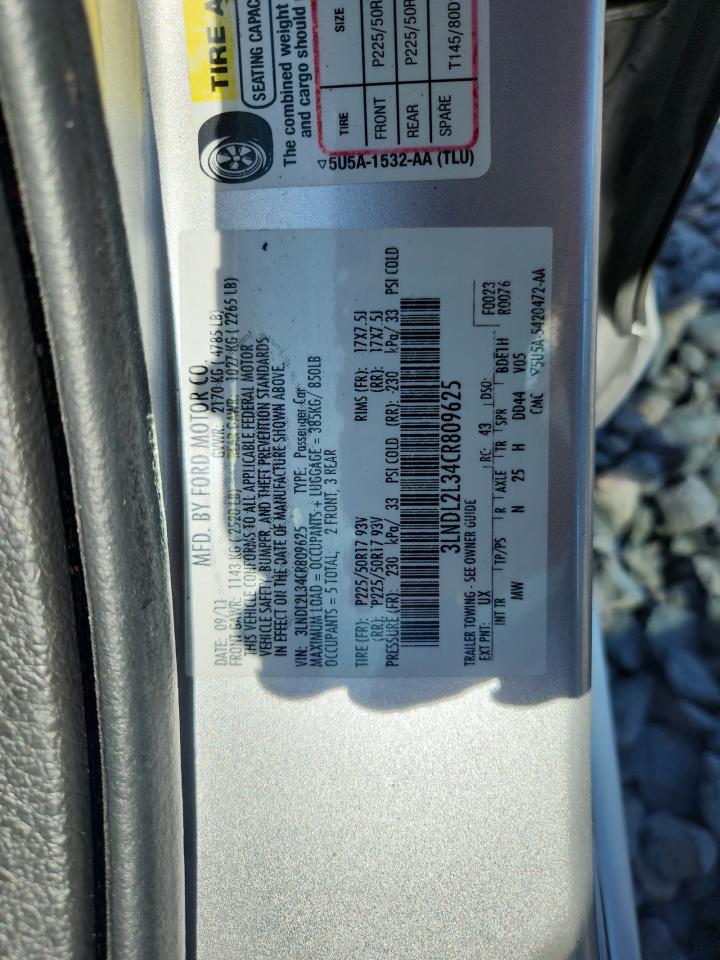 TIRE A
SEATING CAPAC
The combined weight
and cargo should
TIRE SIZE
FRONT P225/50R
REAR P225/50R
SPARE T145/80D
5U5A-1532-AA (TLU)
MFD. BY FORD MOTOR CO
DATE: 09/11 GVWR: 2170 KG ( 4785 LB)
FRONT GAWR: 1143 KG ( 2520 LB) REAR GAWR: 1027 KG ( 2265 LB)
THIS VEHICLE CONFORMS TO ALL APPLICABLE FEDERAL MOTOR
VEHICLE SAFETY, BUMPER, AND THEFT PREVENTION STANDARDS
IN EFFECT ON THE DATE OF MANUFACTURE SHOWN ABOVE.
VIN: 3LNDL2L34CR809625 TYPE: Passenger Car
MAXIMUM LOAD = OCCUPANTS + LUGGAGE = 385KG/ 850LB
OCCUPANTS = 5 TOTAL; 2 FRONT, 3 REAR
TIRE (FR): P225/50R17 93V RIMS (FR): 17X7.5J
(RR): P225/50R17 93V (RR): 17X7.5J
PRESSURE (FR): 230 kPa/ 33 PSI COLD (RR): 230 kPa/ 33 PSI COLD
3LNDL2L34CR809625
TRAILER TOWING - SEE OWNER GUIDE
EXT PNT: UX RC: 43 DSO: F0023
INT TR TP/PS R AXLE TR SPR BDE1H R0076
MW N 25 H DD44 V05
CMC 5U5A-5420472-AA